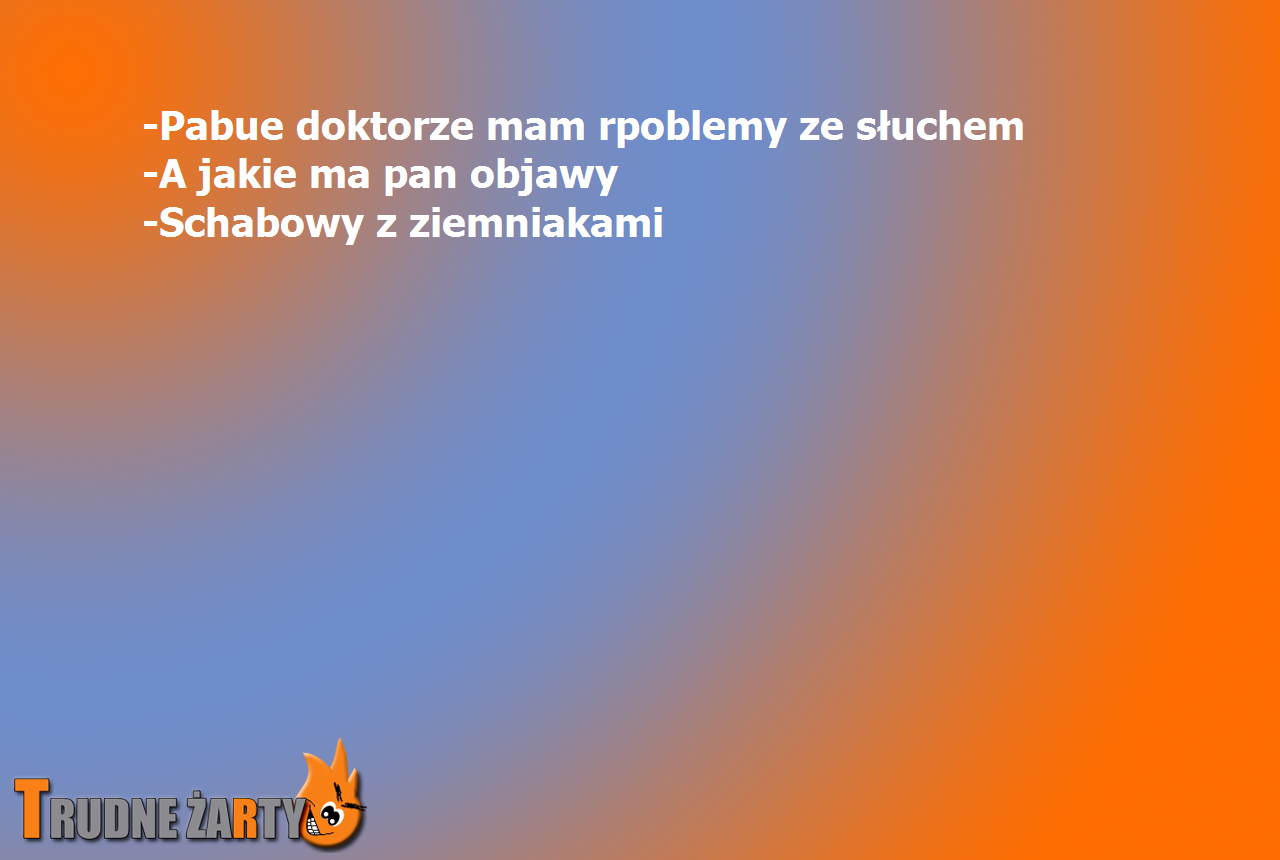 -Pabue doktorze mam rpoblemy ze słuchem
-A jakie ma pan objawy
-Schabowy z ziemniakami
TRUDNE ŻARTY